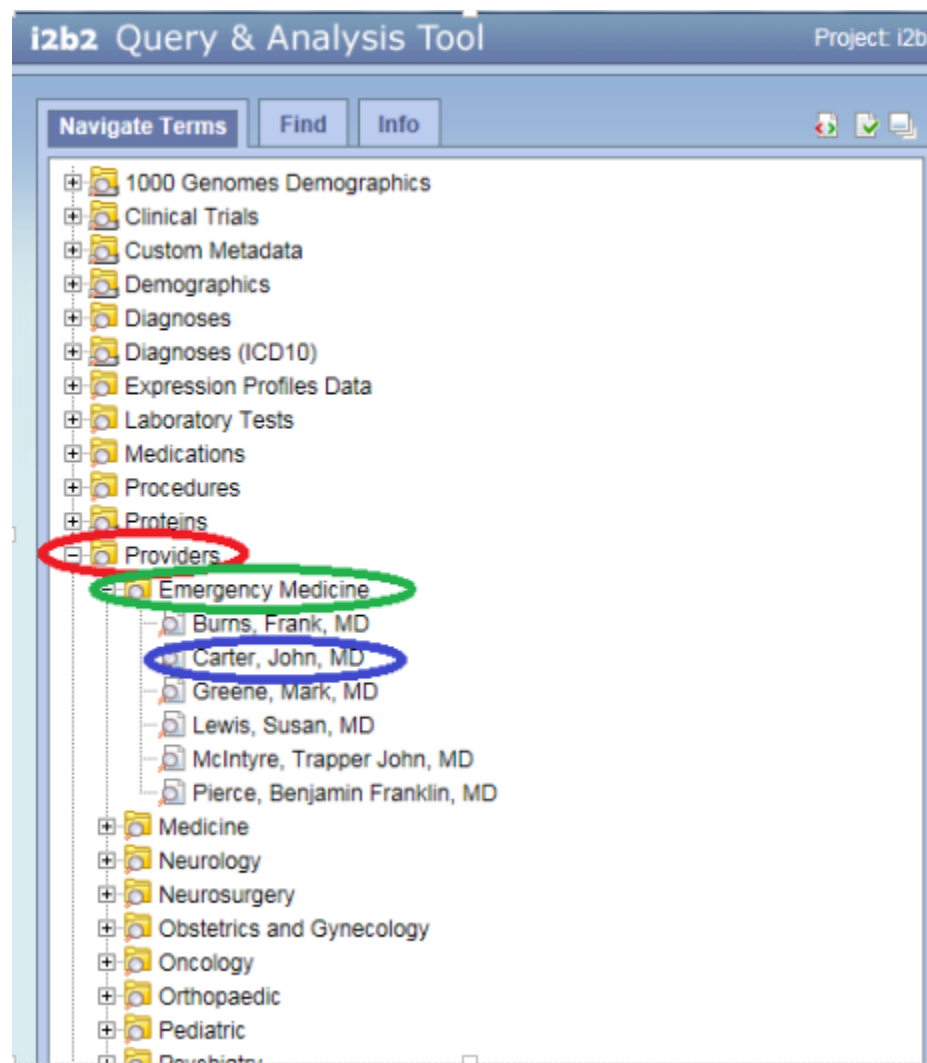 i2b2 Query & Analysis Tool Project: i2b
Navigate Terms Find Info
1000 Genomes Demographics
Clinical Trials
Custom Metadata
Demographics
Diagnoses
Diagnoses (ICD10)
Expression Profiles Data
Laboratory Tests
Medications
Procedures
Proteins
Providers
Emergency Medicine
Burns, Frank, MD
Carter, John, MD
Greene, Mark, MD
Lewis, Susan, MD
McIntyre, Trapper John, MD
Pierce, Benjamin Franklin, MD
Medicine
Neurology
Neurosurgery
Obstetrics and Gynecology
Oncology
Orthopaedic
Pediatric
Psychiatry